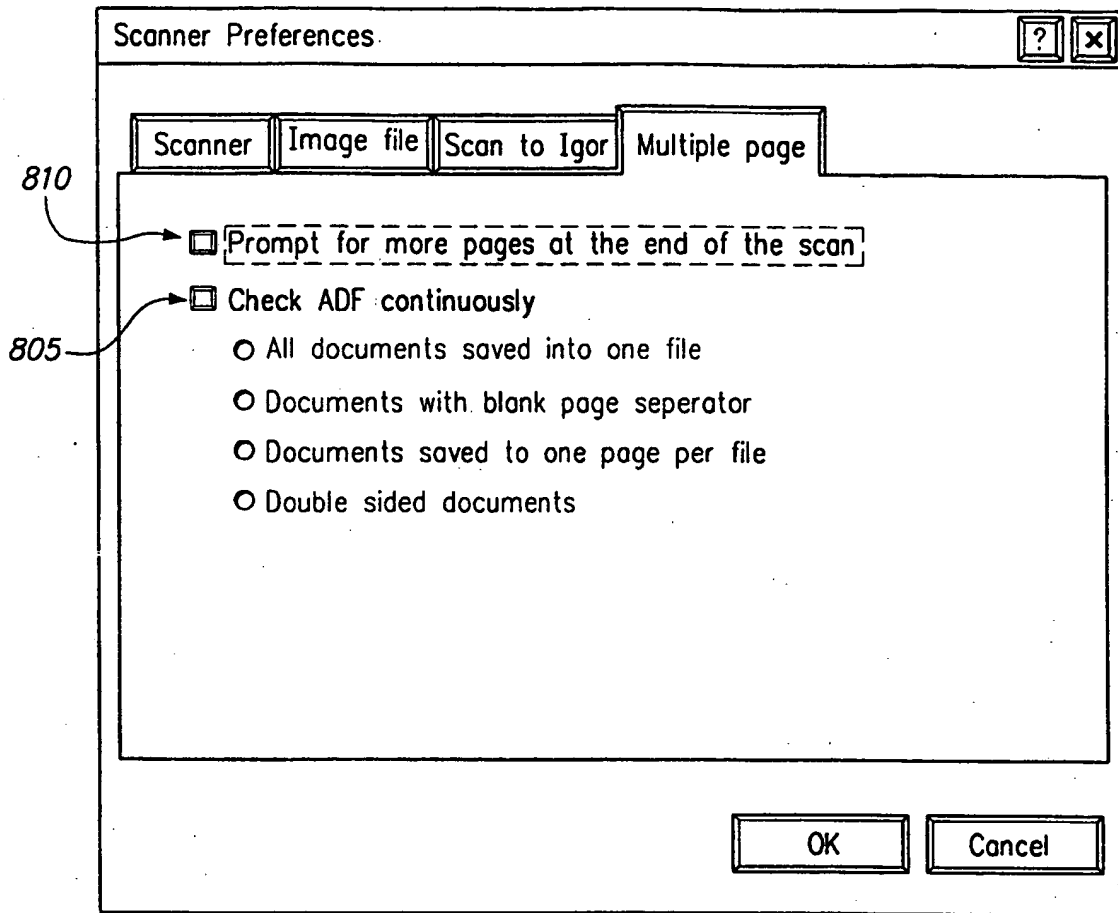 Scanner Preferences ? ×
Scanner Image file Scan to Igor Multiple page
810
Prompt for more pages at the end of the scan
Check ADF continuously
805
All documents saved into one file
Documents with blank page seperator
Documents saved to one page per file
Double sided documents
OK Cancel